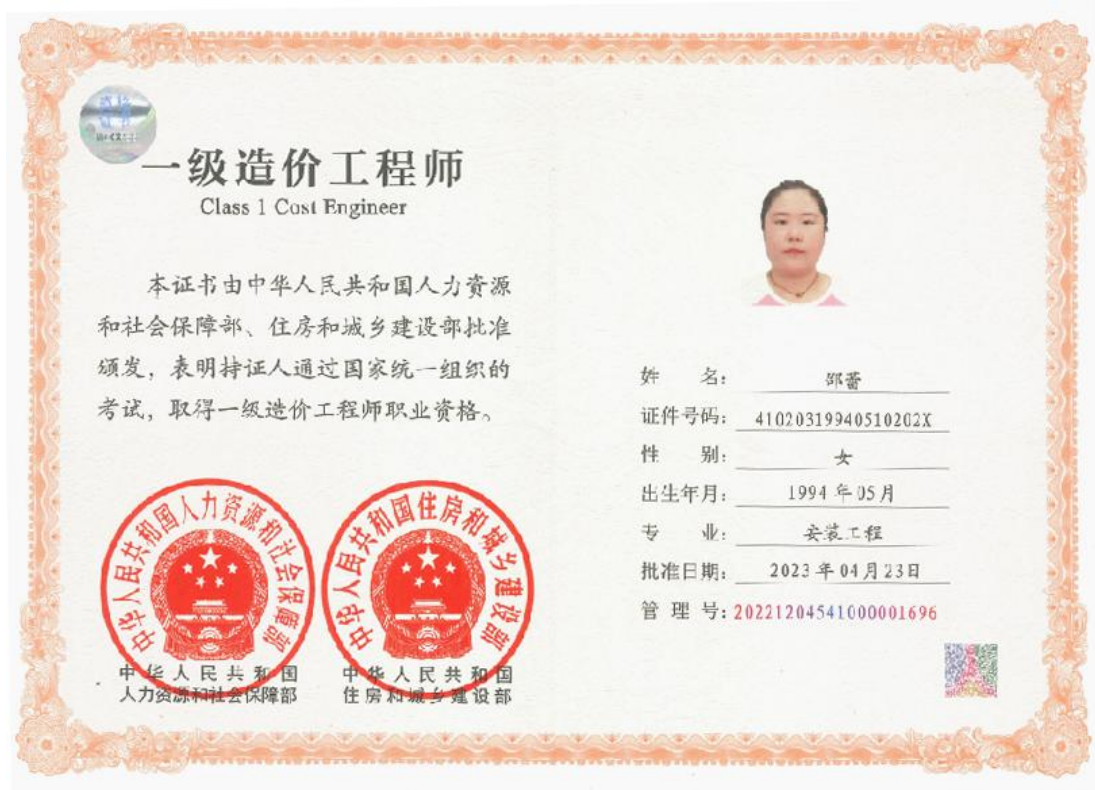 一级造价工程师
Class 1 Cost Engineer
本证书由中华人民共和国人力资源
和社会保障部、住房和城乡建设部批准
颁发，表明持证人通过国家统一组织的
考试，取得一级造价工程师职业资格。
中华人民共和国人力资源和社会保障部
中华人民共和国住房和城乡建设部
中华人民共和国
人力资源和社会保障部
中华人民共和国
住房和城乡建设部
姓 名：邵蕾
证件号码：41020319940510202X
性 别：女
出生年月：1994年05月
专 业：安装工程
批准日期：2023年04月23日
管 理 号：20221204541000001696